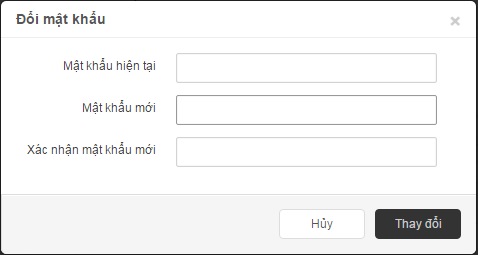 Đổi mật khẩu
Mật khẩu hiện tại
Mật khẩu mới
Xác nhận mật khẩu mới
Hủy
Thay đổi